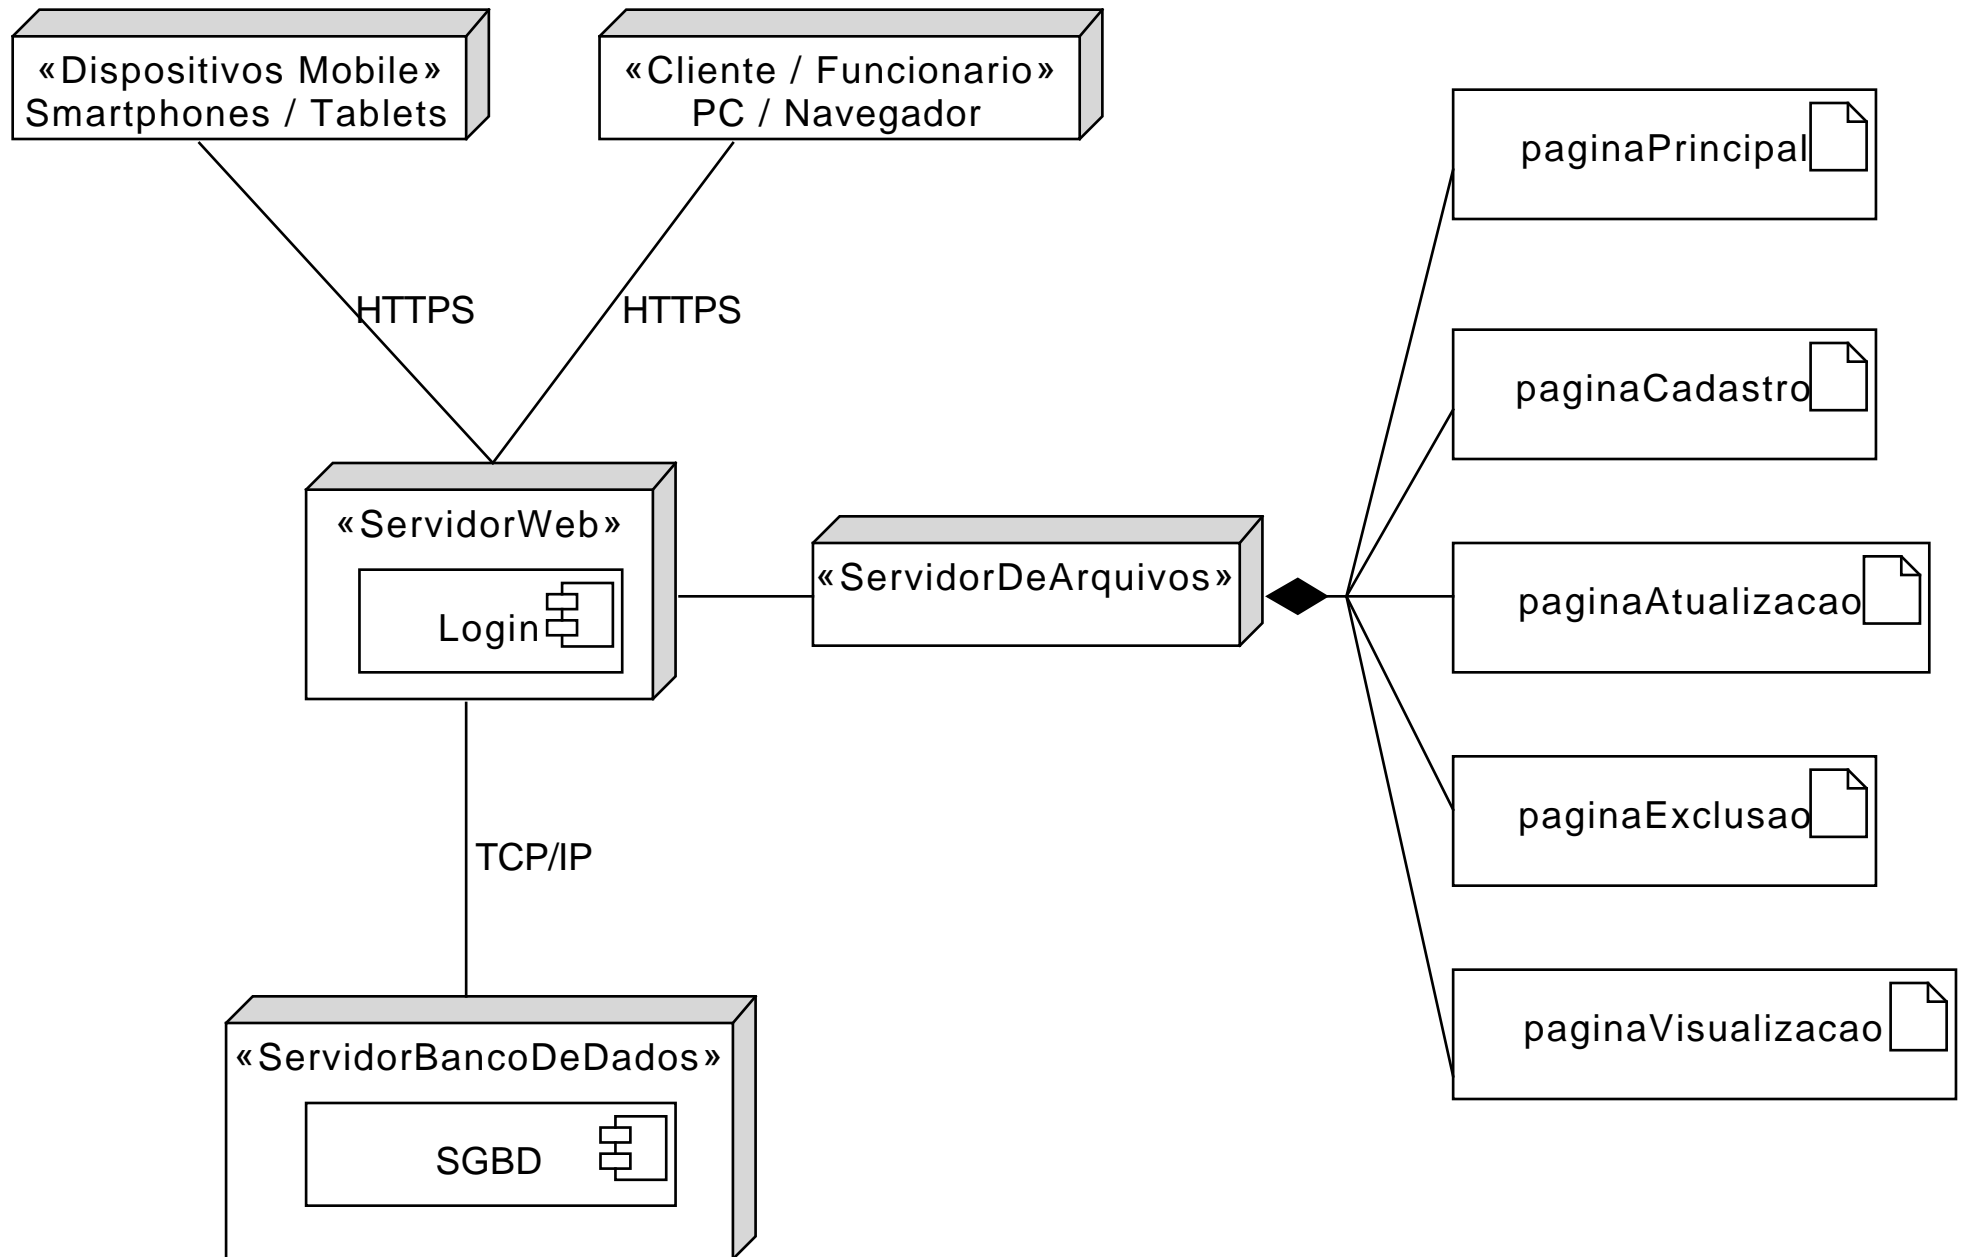 «Dispositivos Mobile»
Smartphones / Tablets
«Cliente / Funcionario»
PC / Navegador
paginaPrincipal
HTTPS
HTTPS
paginaCadastro
«ServidorWeb»
Login
«ServidorDeArquivos»
paginaAtualizacao
paginaExclusao
TCP/IP
paginaVisualizacao
«ServidorBancoDeDados»
SGBD